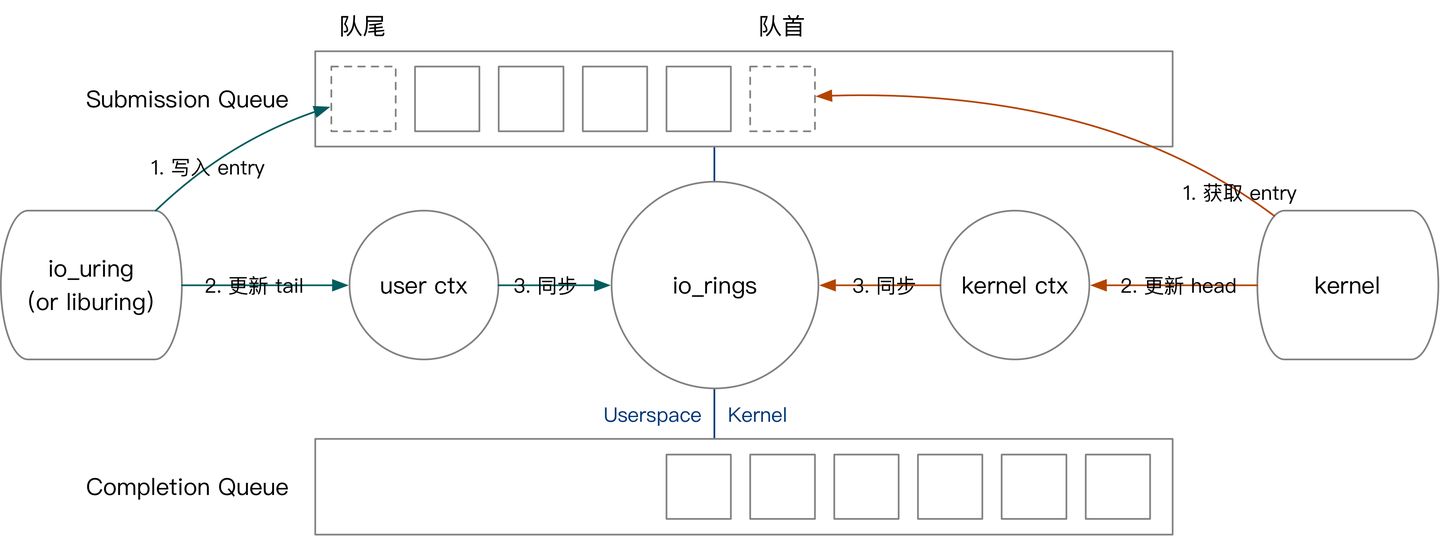 队尾
队首
Submission Queue
1. 写入 entry
1. 获取 entry
io_uring
(or liburing)
2. 更新 tail
user ctx
3. 同步
io_rings
3. 同步
kernel ctx
2. 更新 head
kernel
Userspace
Kernel
Completion Queue